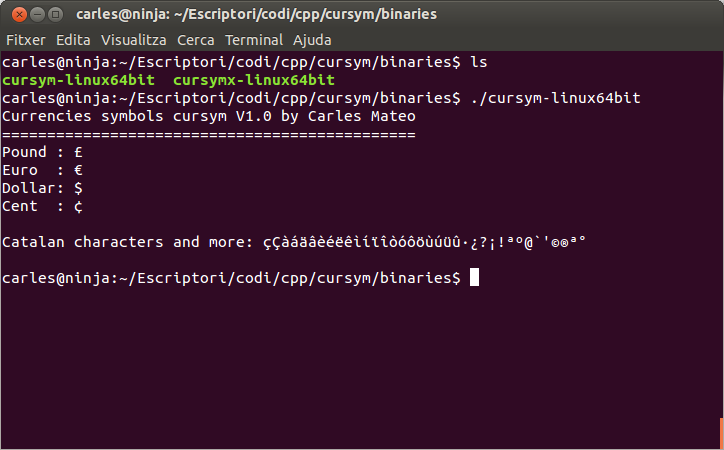 carles@ninja: ~/Escriptori/codi/cpp/cursym/binaries
Fitxer Edita Visualitza Cerca Terminal Ajuda
carles@ninja:~/Escriptori/codi/cpp/cursym/binaries$ ls
cursym-linux64bit  cursymx-linux64bit
carles@ninja:~/Escriptori/codi/cpp/cursym/binaries$ ./cursym-linux64bit
Currencies symbols cursym V1.0 by Carles Mateo
==============================================
Pound : £
Euro  : €
Dollar: $
Cent  : ¢
Catalan characters and more: çÇàáäâèéëêìíïîòóôöùúüû·¿?¡!ªº@`'©®ª°
carles@ninja:~/Escriptori/codi/cpp/cursym/binaries$